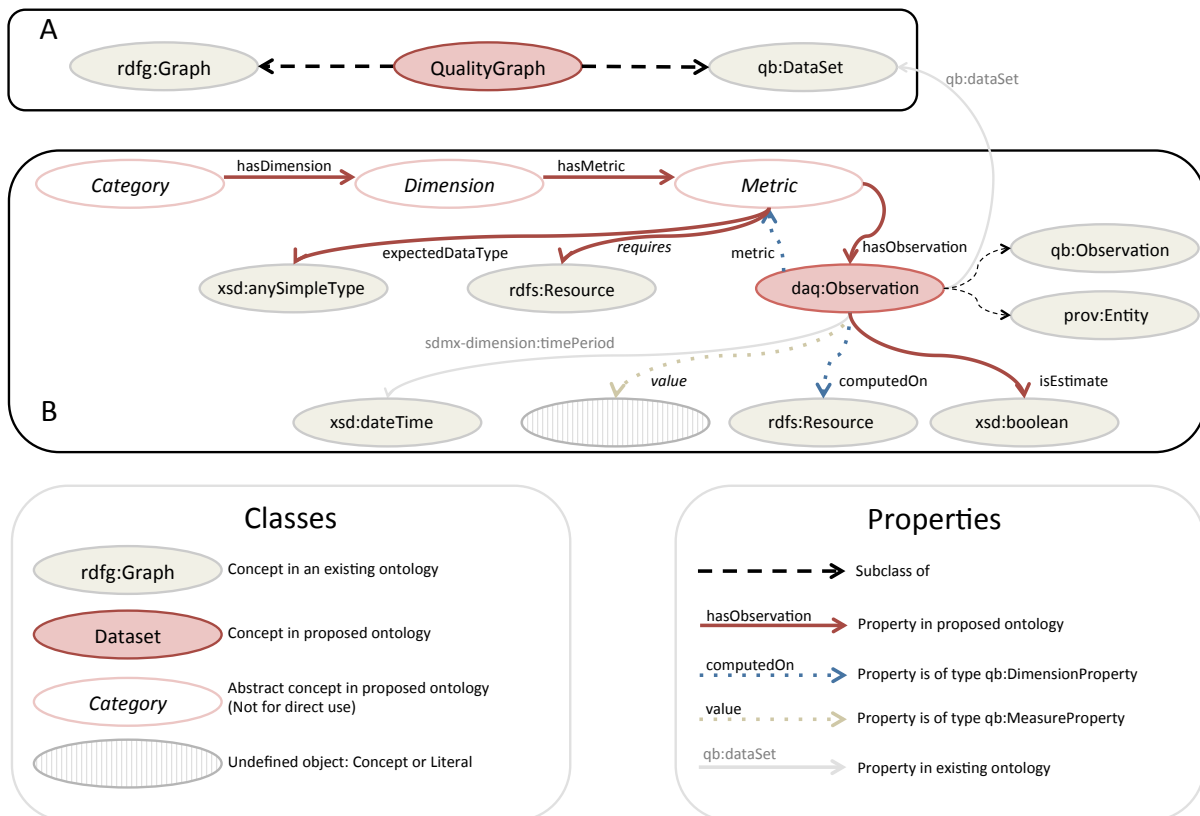 A
rdfg:Graph
QualityGraph
qb:DataSet
qb:dataSet
hasDimension
hasMetric
Category
Dimension
Metric
expectedDataType
requires
metric
hasObservation
qb:Observation
xsd:anySimpleType
rdfs:Resource
daq:Observation
prov:Entity
sdmx-dimension:timePeriod
value
computedOn
isEstimate
B
xsd:dateTime
rdfs:Resource
xsd:boolean
Classes
rdfg:Graph
Concept in an existing ontology
Dataset
Concept in proposed ontology
Category
Abstract concept in proposed ontology
(Not for direct use)
Undefined object: Concept or Literal
Properties
Subclass of
hasObservation
Property in proposed ontology
computedOn
Property is of type qb:DimensionProperty
value
Property is of type qb:MeasureProperty
qb:dataSet
Property in existing ontology